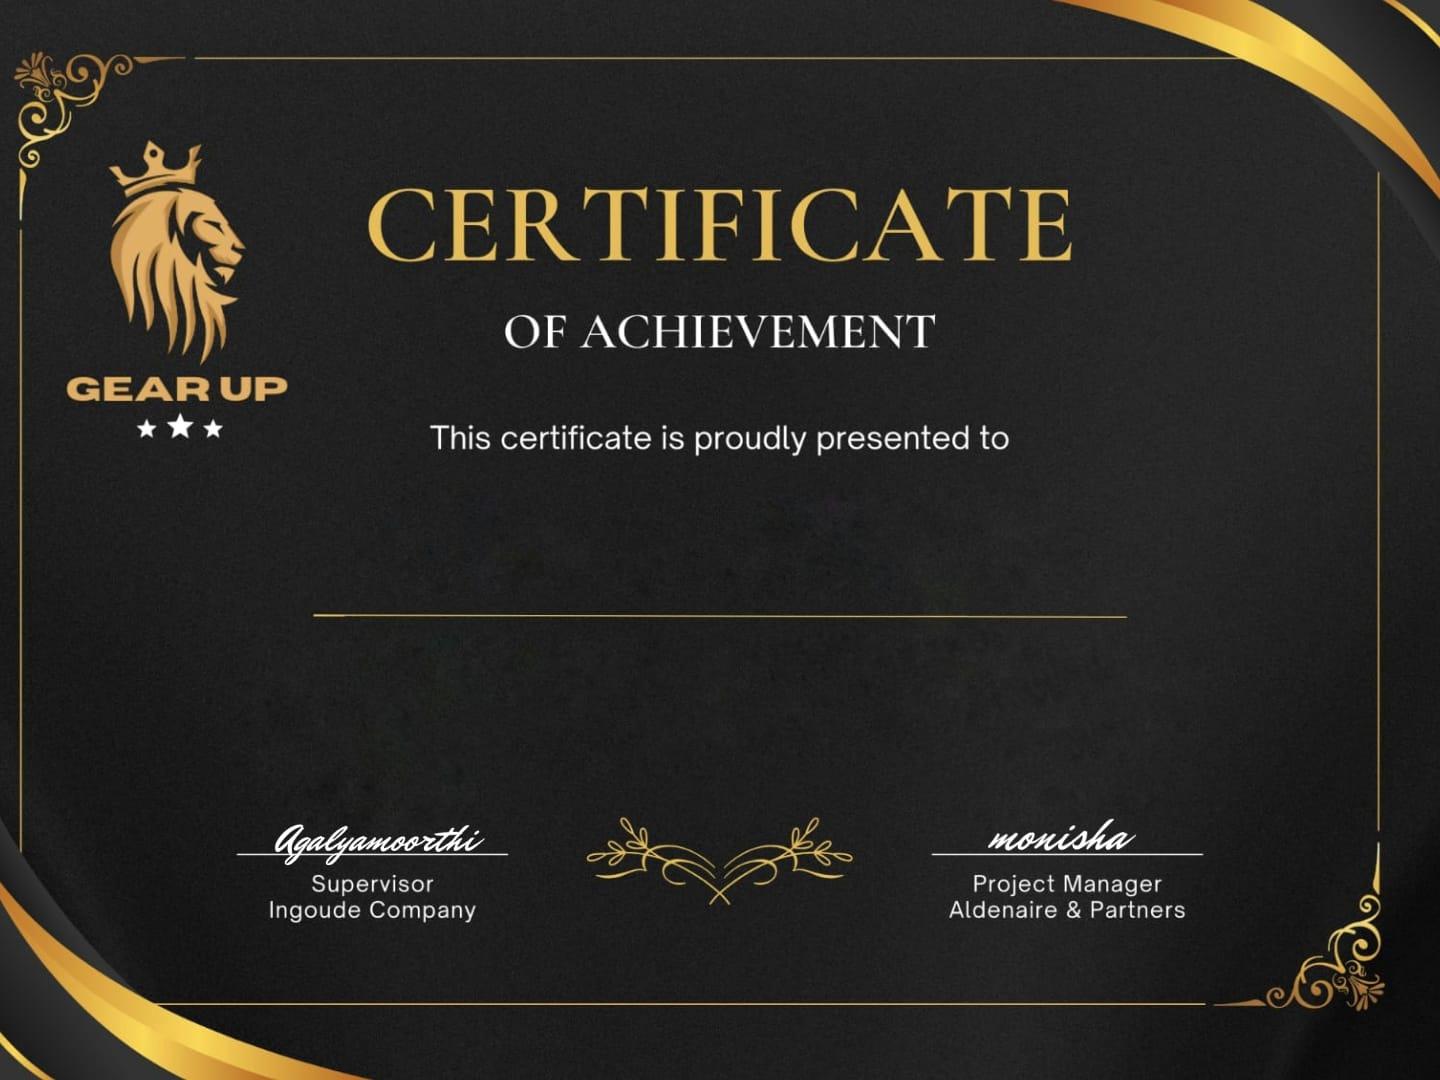 CERTIFICATE
OF ACHIEVEMENT
GEAR UP
This certificate is proudly presented to
Agalyamoorthi
Supervisor
Ingoude Company
monisha
Project Manager
Aldenaire & Partners